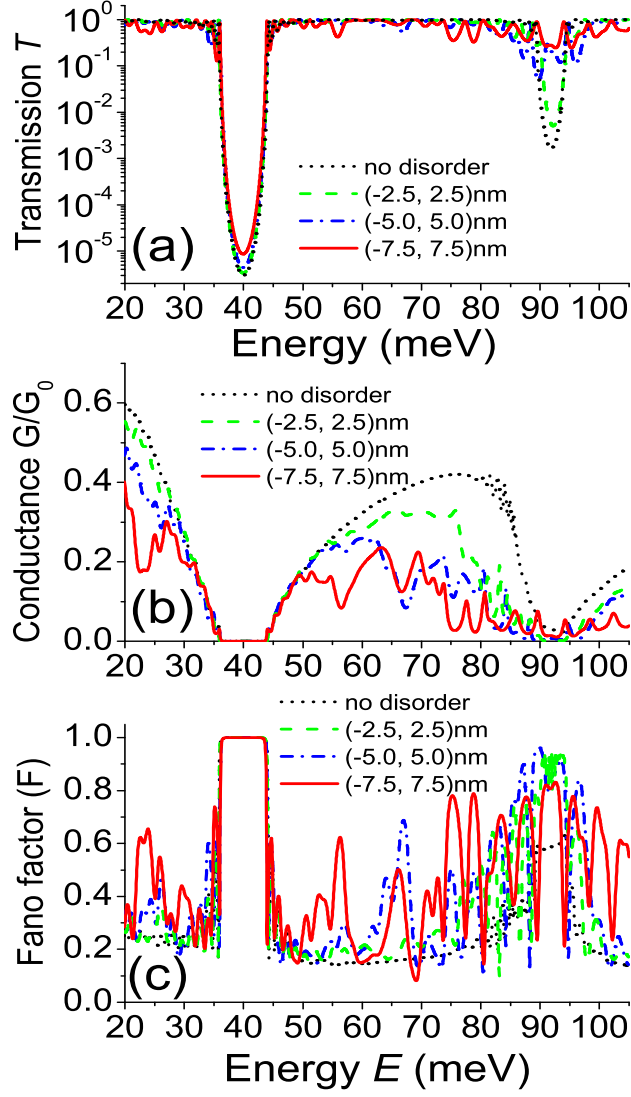 Transmission T
10⁰
10⁻¹
10⁻²
10⁻³
10⁻⁴
10⁻⁵
no disorder
(-2.5, 2.5)nm
(-5.0, 5.0)nm
(-7.5, 7.5)nm
(a)
20 30 40 50 60 70 80 90 100
Energy (meV)
Conductance G/G₀
0.6
0.4
0.2
0.0
no disorder
(-2.5, 2.5)nm
(-5.0, 5.0)nm
(-7.5, 7.5)nm
(b)
20 30 40 50 60 70 80 90 100
Fano factor (F)
1.0
0.8
0.6
0.4
0.2
0.0
no disorder
(-2.5, 2.5)nm
(-5.0, 5.0)nm
(-7.5, 7.5)nm
(c)
20 30 40 50 60 70 80 90 100
Energy E (meV)